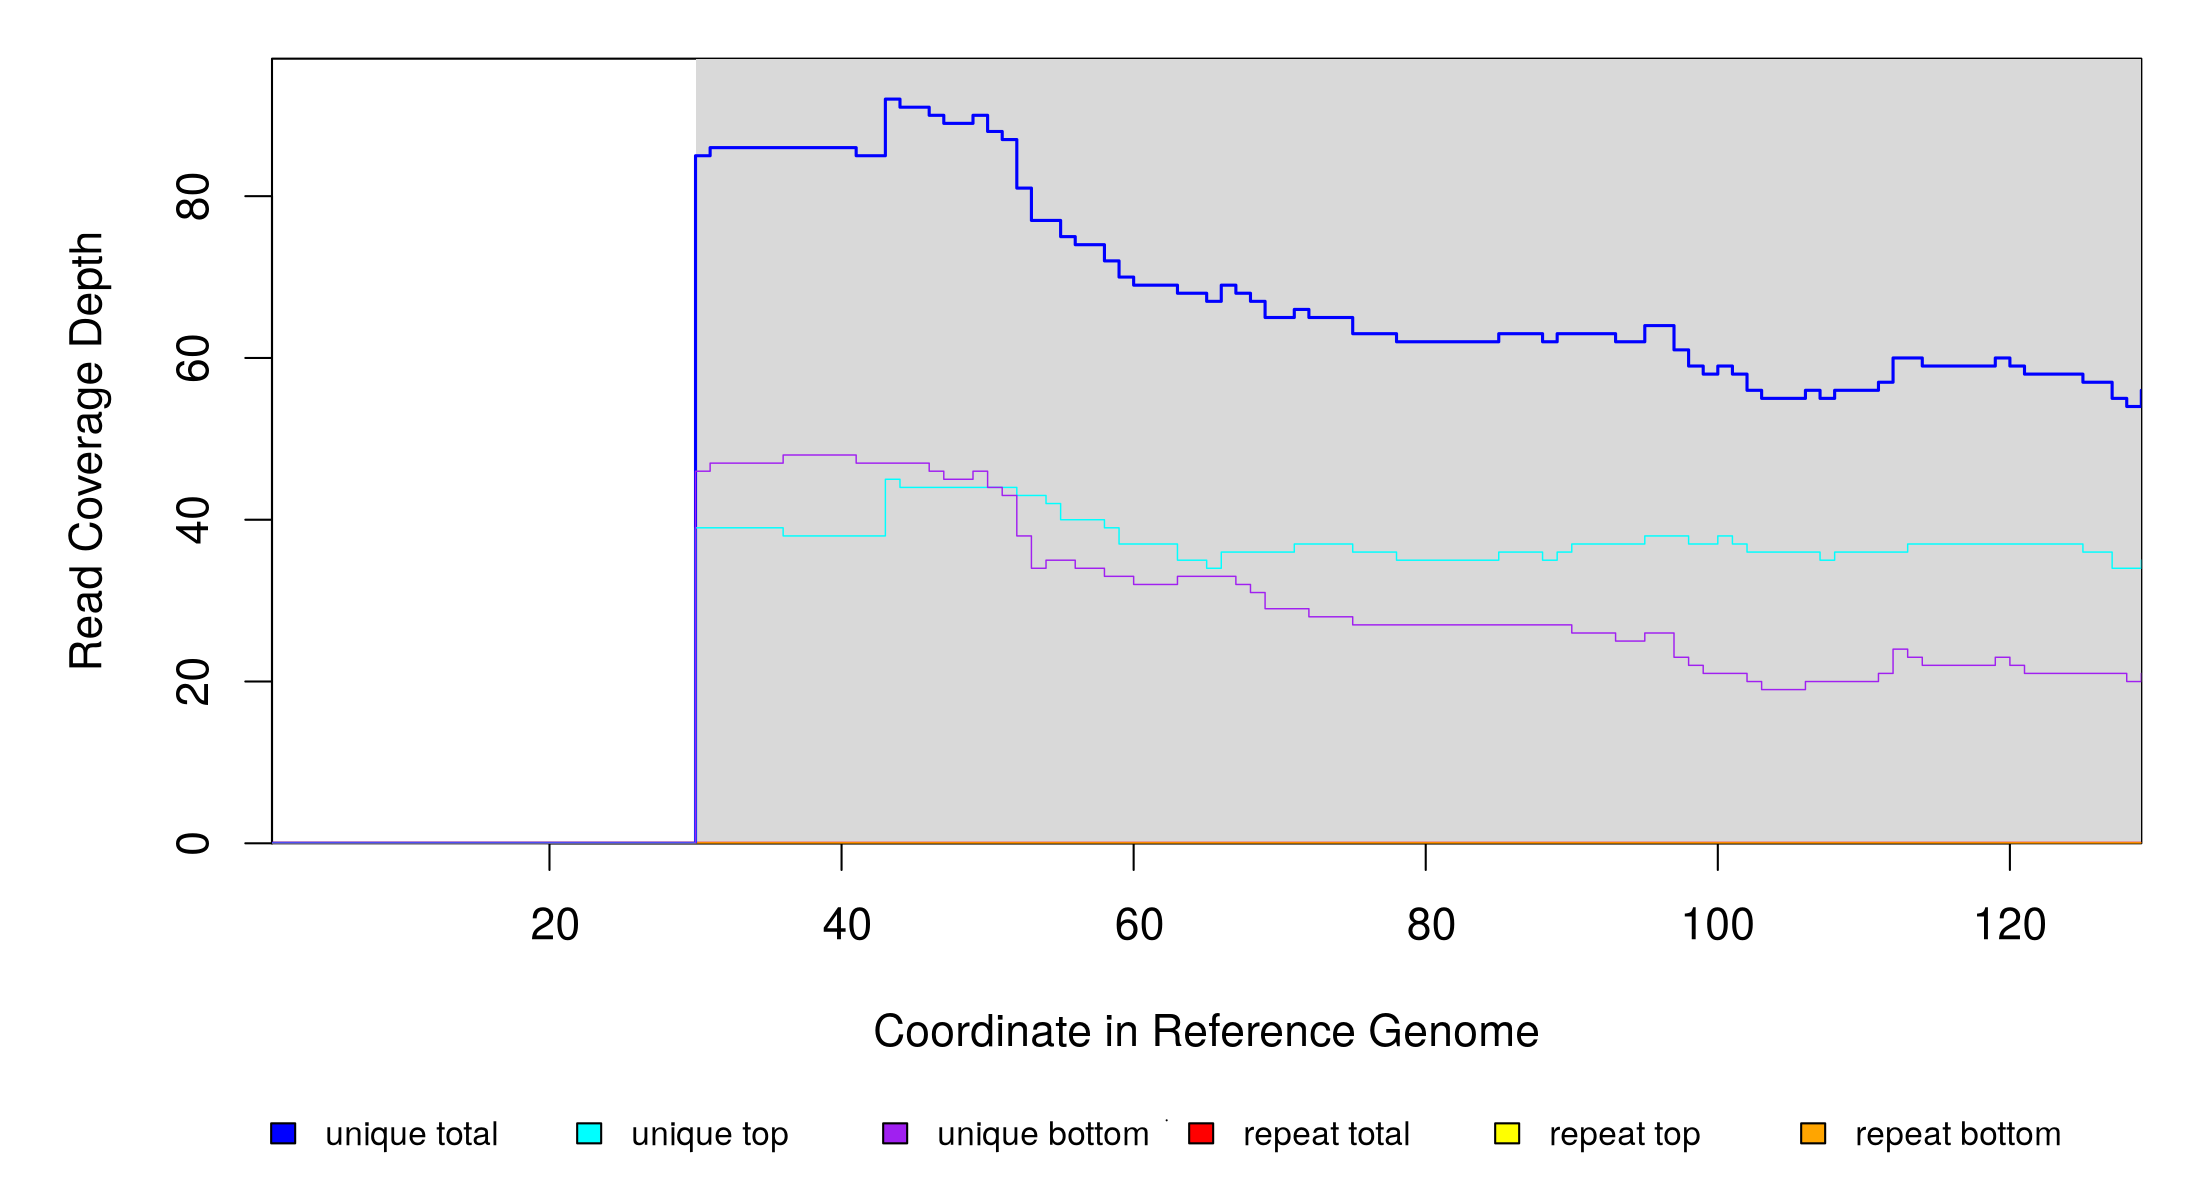 Read Coverage Depth
80
60
40
20
0
20 40 60 80 100 120
Coordinate in Reference Genome
unique total unique top unique bottom repeat total repeat top repeat bottom